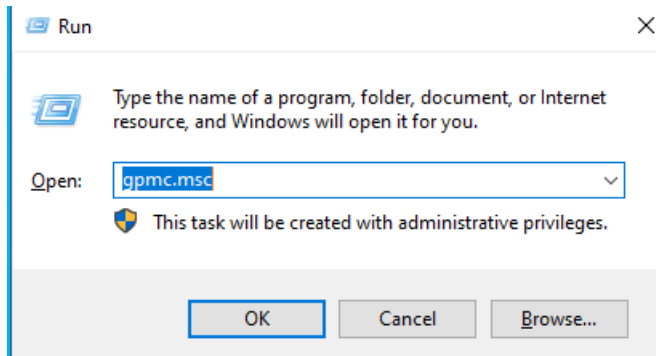 Run
Type the name of a program, folder, document, or Internet
resource, and Windows will open it for you.
Open: gpmc.msc
This task will be created with administrative privileges.
OK Cancel Browse...